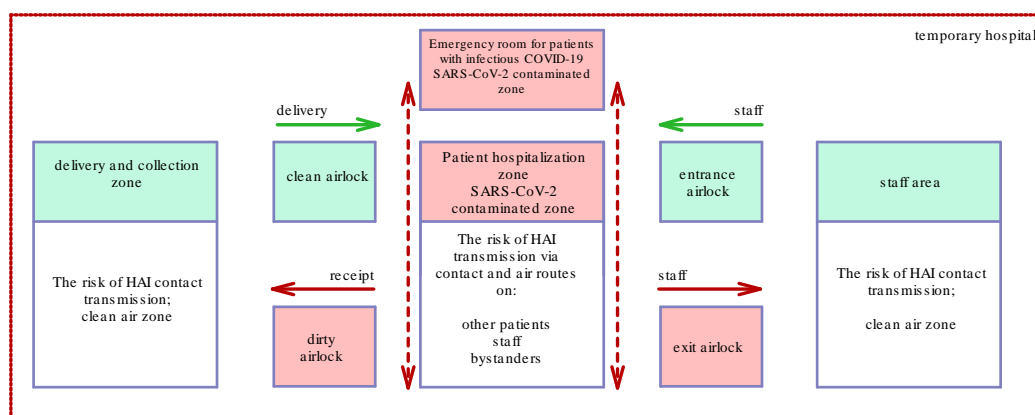 temporary hospital
Emergency room for patients
with infectious COVID-19
SARS-CoV-2 contaminated
zone
delivery
staff
delivery and collection
zone
clean airlock
Patient hospitalization
zone
SARS-CoV-2
contaminated zone
entrance
airlock
staff area
The risk of HAI contact
transmission;
clean air zone
receipt
The risk of HAI
transmission via
contact and air routes
on:
other patients
staff
bystanders
staff
The risk of HAI contact
transmission;
clean air zone
dirty
airlock
exit airlock